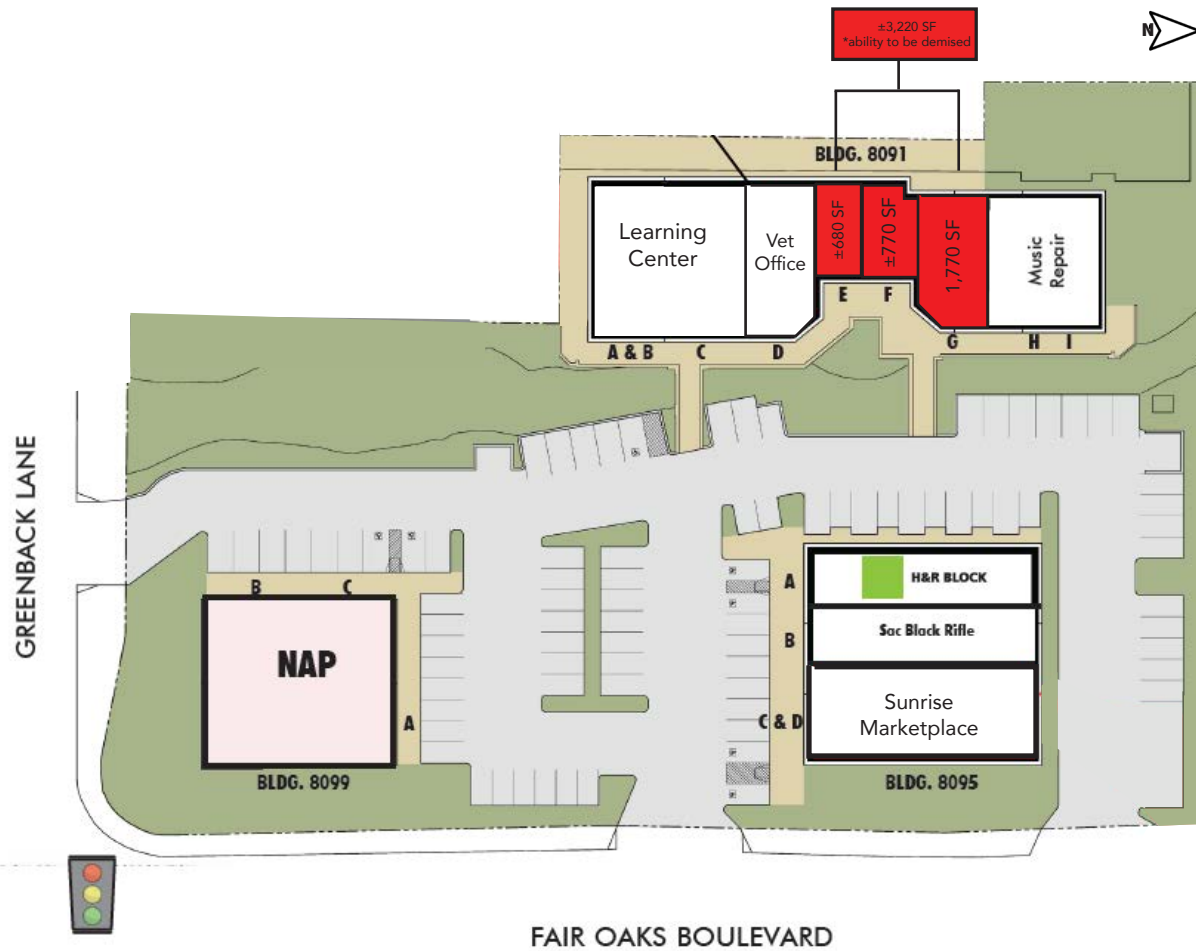 ±3,220 SF
*ability to be demised
N
BLDG. 8091
Learning
Center
Vet
Office
±680 SF
±770 SF
1,770 SF
Music
Repair
E
F
A & B
C
D
G
H
I
GREENBACK LANE
B
C
NAP
A
BLDG. 8099
A
H&R BLOCK
B
Sac Black Rifle
C & D
Sunrise
Marketplace
BLDG. 8095
FAIR OAKS BOULEVARD